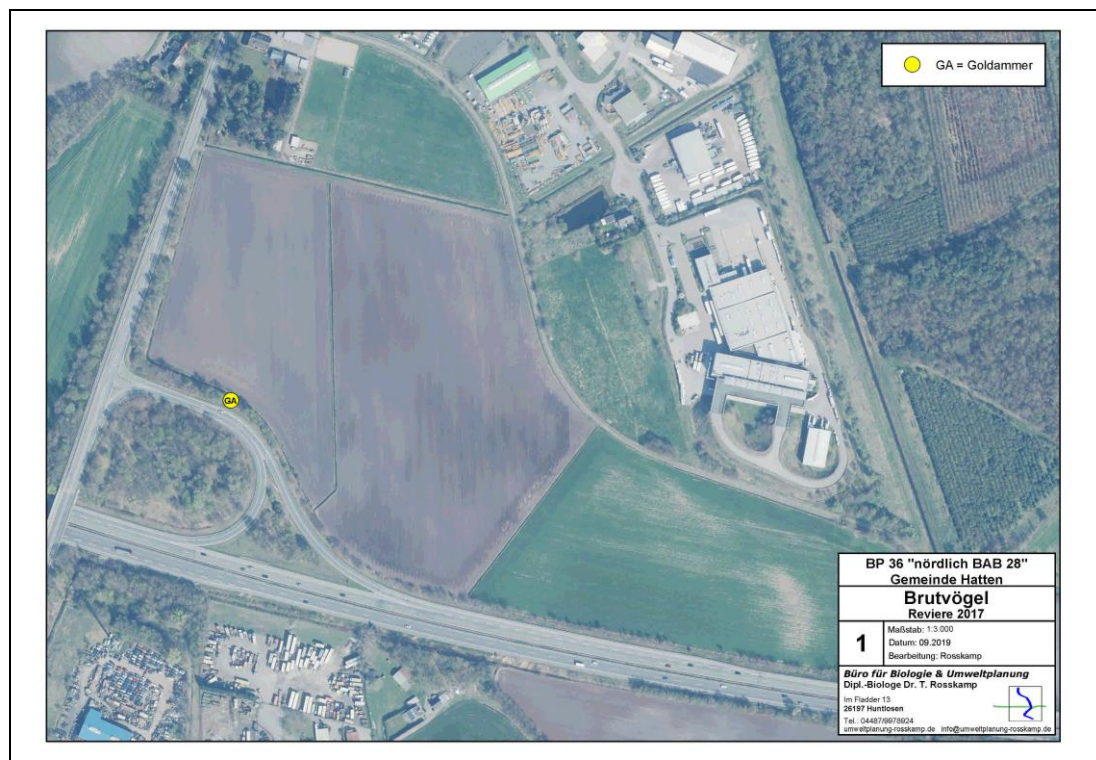 GA = Goldammer
GA
BP 36 "nördlich BAB 28"
Gemeinde Hatten
Brutvögel
Reviere 2017
1
Maßstab: 1:3.000
Datum: 09.2019
Bearbeitung: Rosskamp
Büro für Biologie & Umweltplanung
Dipl.-Biologe Dr. T. Rosskamp
Im Fladder 13
26197 Huntlosen
Tel.: 04487/9978924
umweltplanung-rosskamp.de info@umweltplanung-rosskamp.de